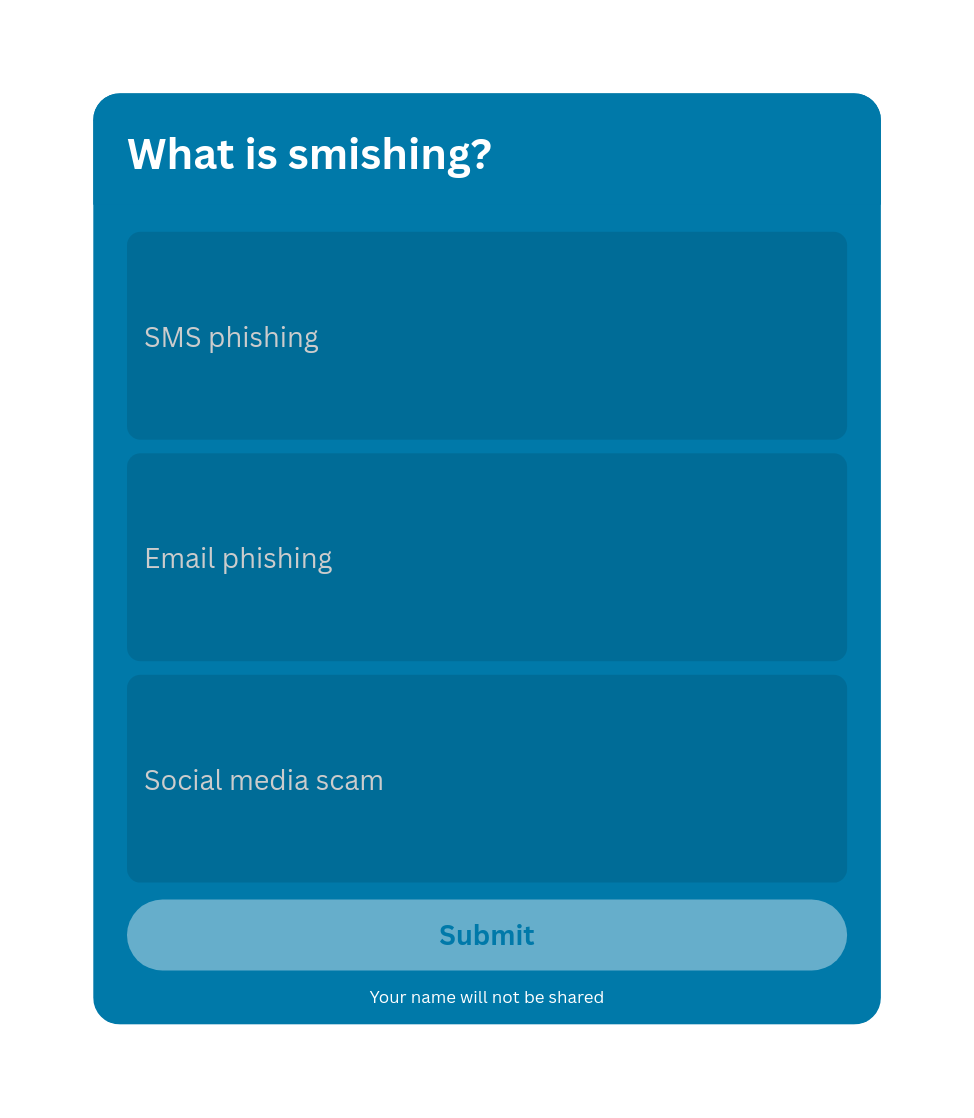 What is smishing?
SMS phishing
Email phishing
Social media scam
Submit
Your name will not be shared